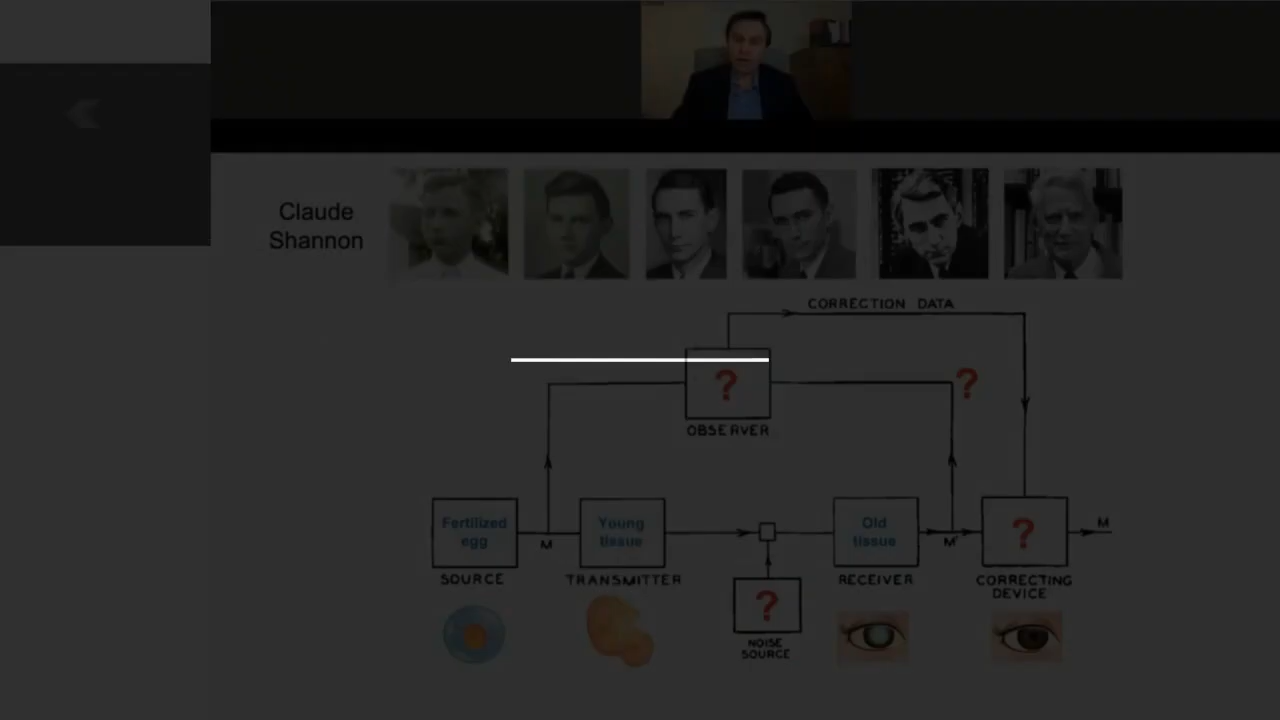 Claude
Shannon
CORRECTION DATA
?
?
OBSERVER
Fertilized
egg
Young
tissue
Old
tissue
?
M
M'
M
SOURCE
TRANSMITTER
RECEIVER
CORRECTING
DEVICE
?
NOISE
SOURCE